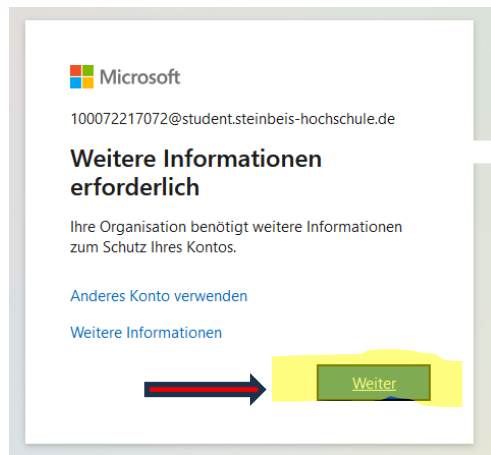 Microsoft
100072217072@student.steinbeis-hochschule.de
Weitere Informationen
erforderlich
Ihre Organisation benötigt weitere Informationen
zum Schutz Ihres Kontos.
Anderes Konto verwenden
Weitere Informationen
Weiter